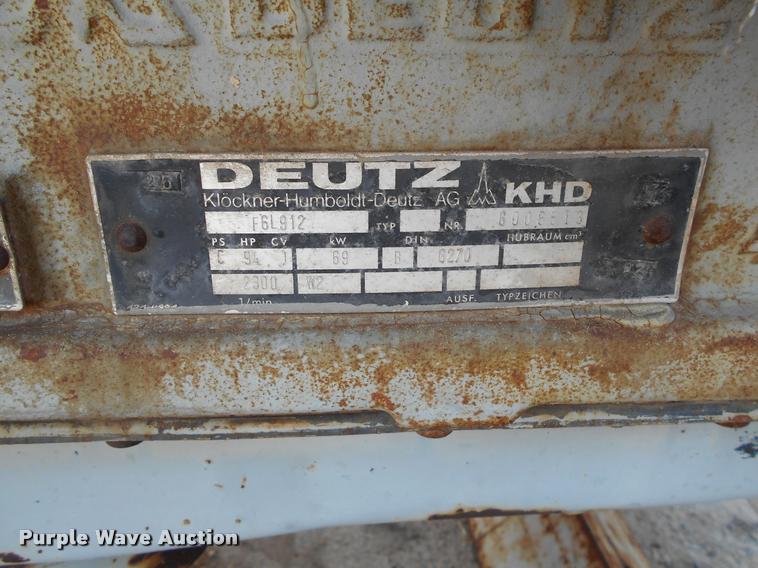 DEUTZ
DEUTZ KHD
Klöckner-Humboldt-Deutz AG
F6L912 TYP NR.
PS HP CV kW DIN HUBRAUM cm³
94 69 B 6270
2300 W2
1/min AUSF. TYPZEICHEN
Purple Wave Auction